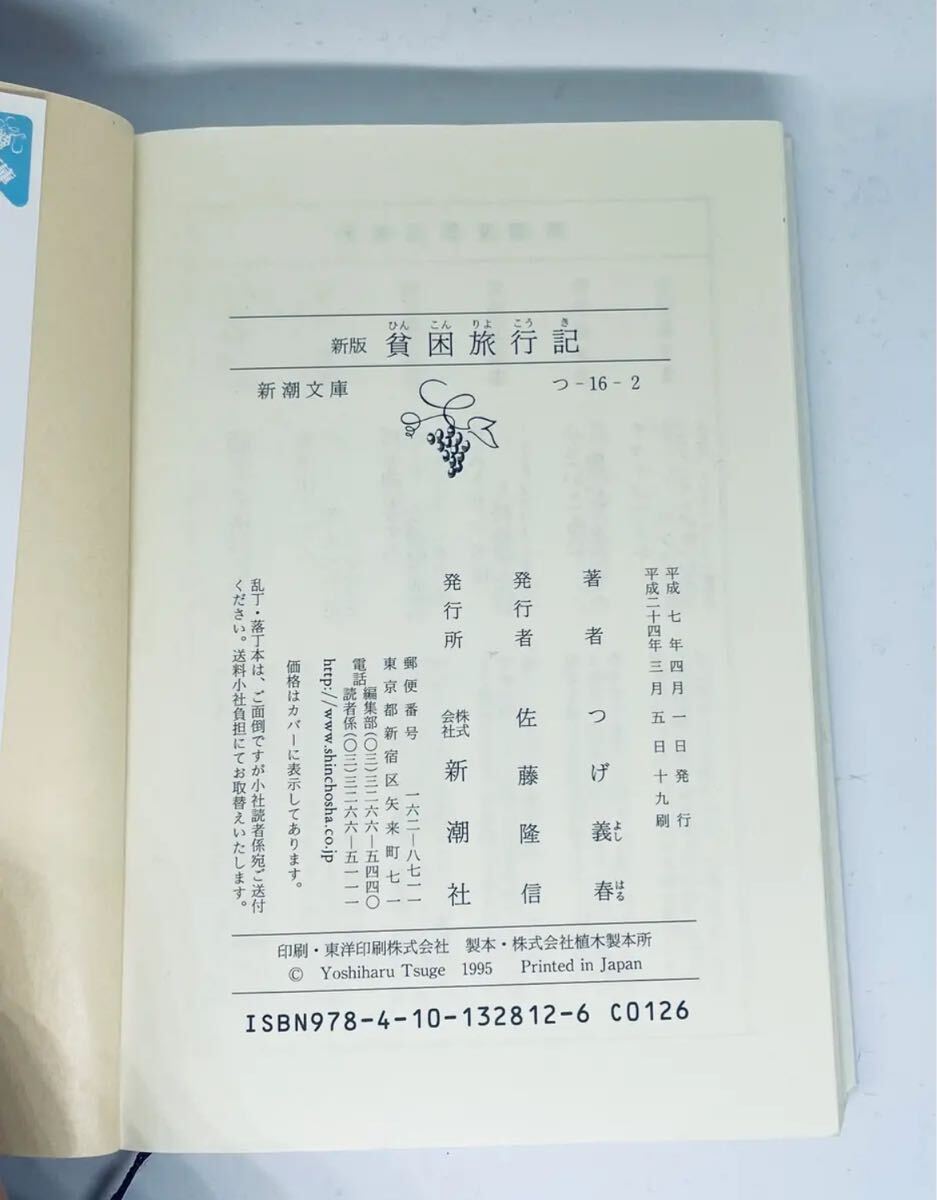 新版 貧困旅行記
ひん こん りよ こう き
新潮文庫 つ-16-2
平成七年四月一日発行
平成二十四年三月五日十九刷
著者 つげ義春
よし はる
発行者 佐藤隆信
発行所 株式会社 新潮社
郵便番号 一六二―八七一一
東京都新宿区矢来町七一
電話 編集部(〇三)三二六六―五四四〇
読者係(〇三)三二六六―五一一一
http://www.shinchosha.co.jp
価格はカバーに表示してあります。
乱丁・落丁本は、ご面倒ですが小社読者係宛ご送付
ください。送料小社負担にてお取替えいたします。
印刷・東洋印刷株式会社 製本・株式会社植木製本所
© Yoshiharu Tsuge 1995 Printed in Japan
ISBN978-4-10-132812-6 C0126